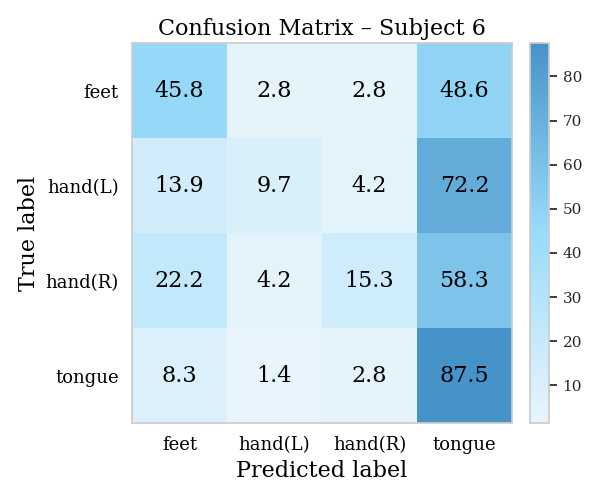 Confusion Matrix – Subject 6
feet 45.8 2.8 2.8 48.6
hand(L) 13.9 9.7 4.2 72.2
hand(R) 22.2 4.2 15.3 58.3
tongue 8.3 1.4 2.8 87.5
feet hand(L) hand(R) tongue
Predicted label
True label
80
70
60
50
40
30
20
10